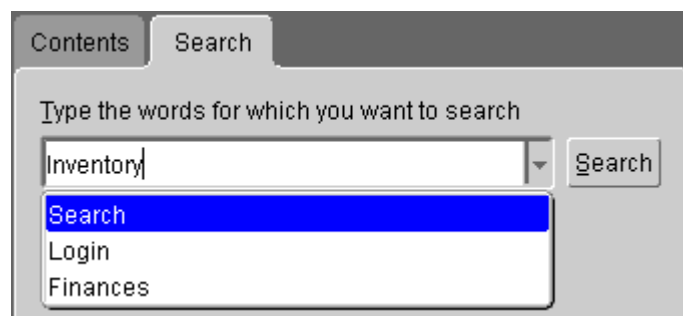 Contents Search
Type the words for which you want to search
Inventory Search
Search
Login
Finances